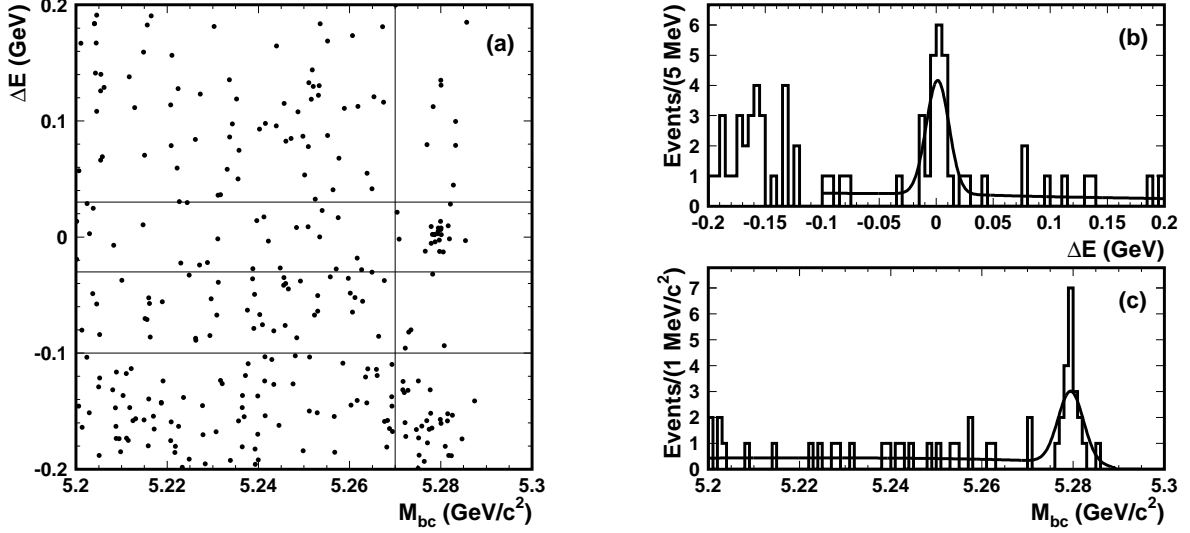 (a)
ΔE (GeV)
0.2
0.1
0
-0.1
-0.2
5.2 5.22 5.24 5.26 5.28 5.3
M_bc (GeV/c²)
(b)
Events/(5 MeV)
6
5
4
3
2
1
0
-0.2 -0.15 -0.1 -0.05 0 0.05 0.1 0.15 0.2
ΔE (GeV)
(c)
Events/(1 MeV/c²)
7
6
5
4
3
2
1
0
5.2 5.22 5.24 5.26 5.28 5.3
M_bc (GeV/c²)